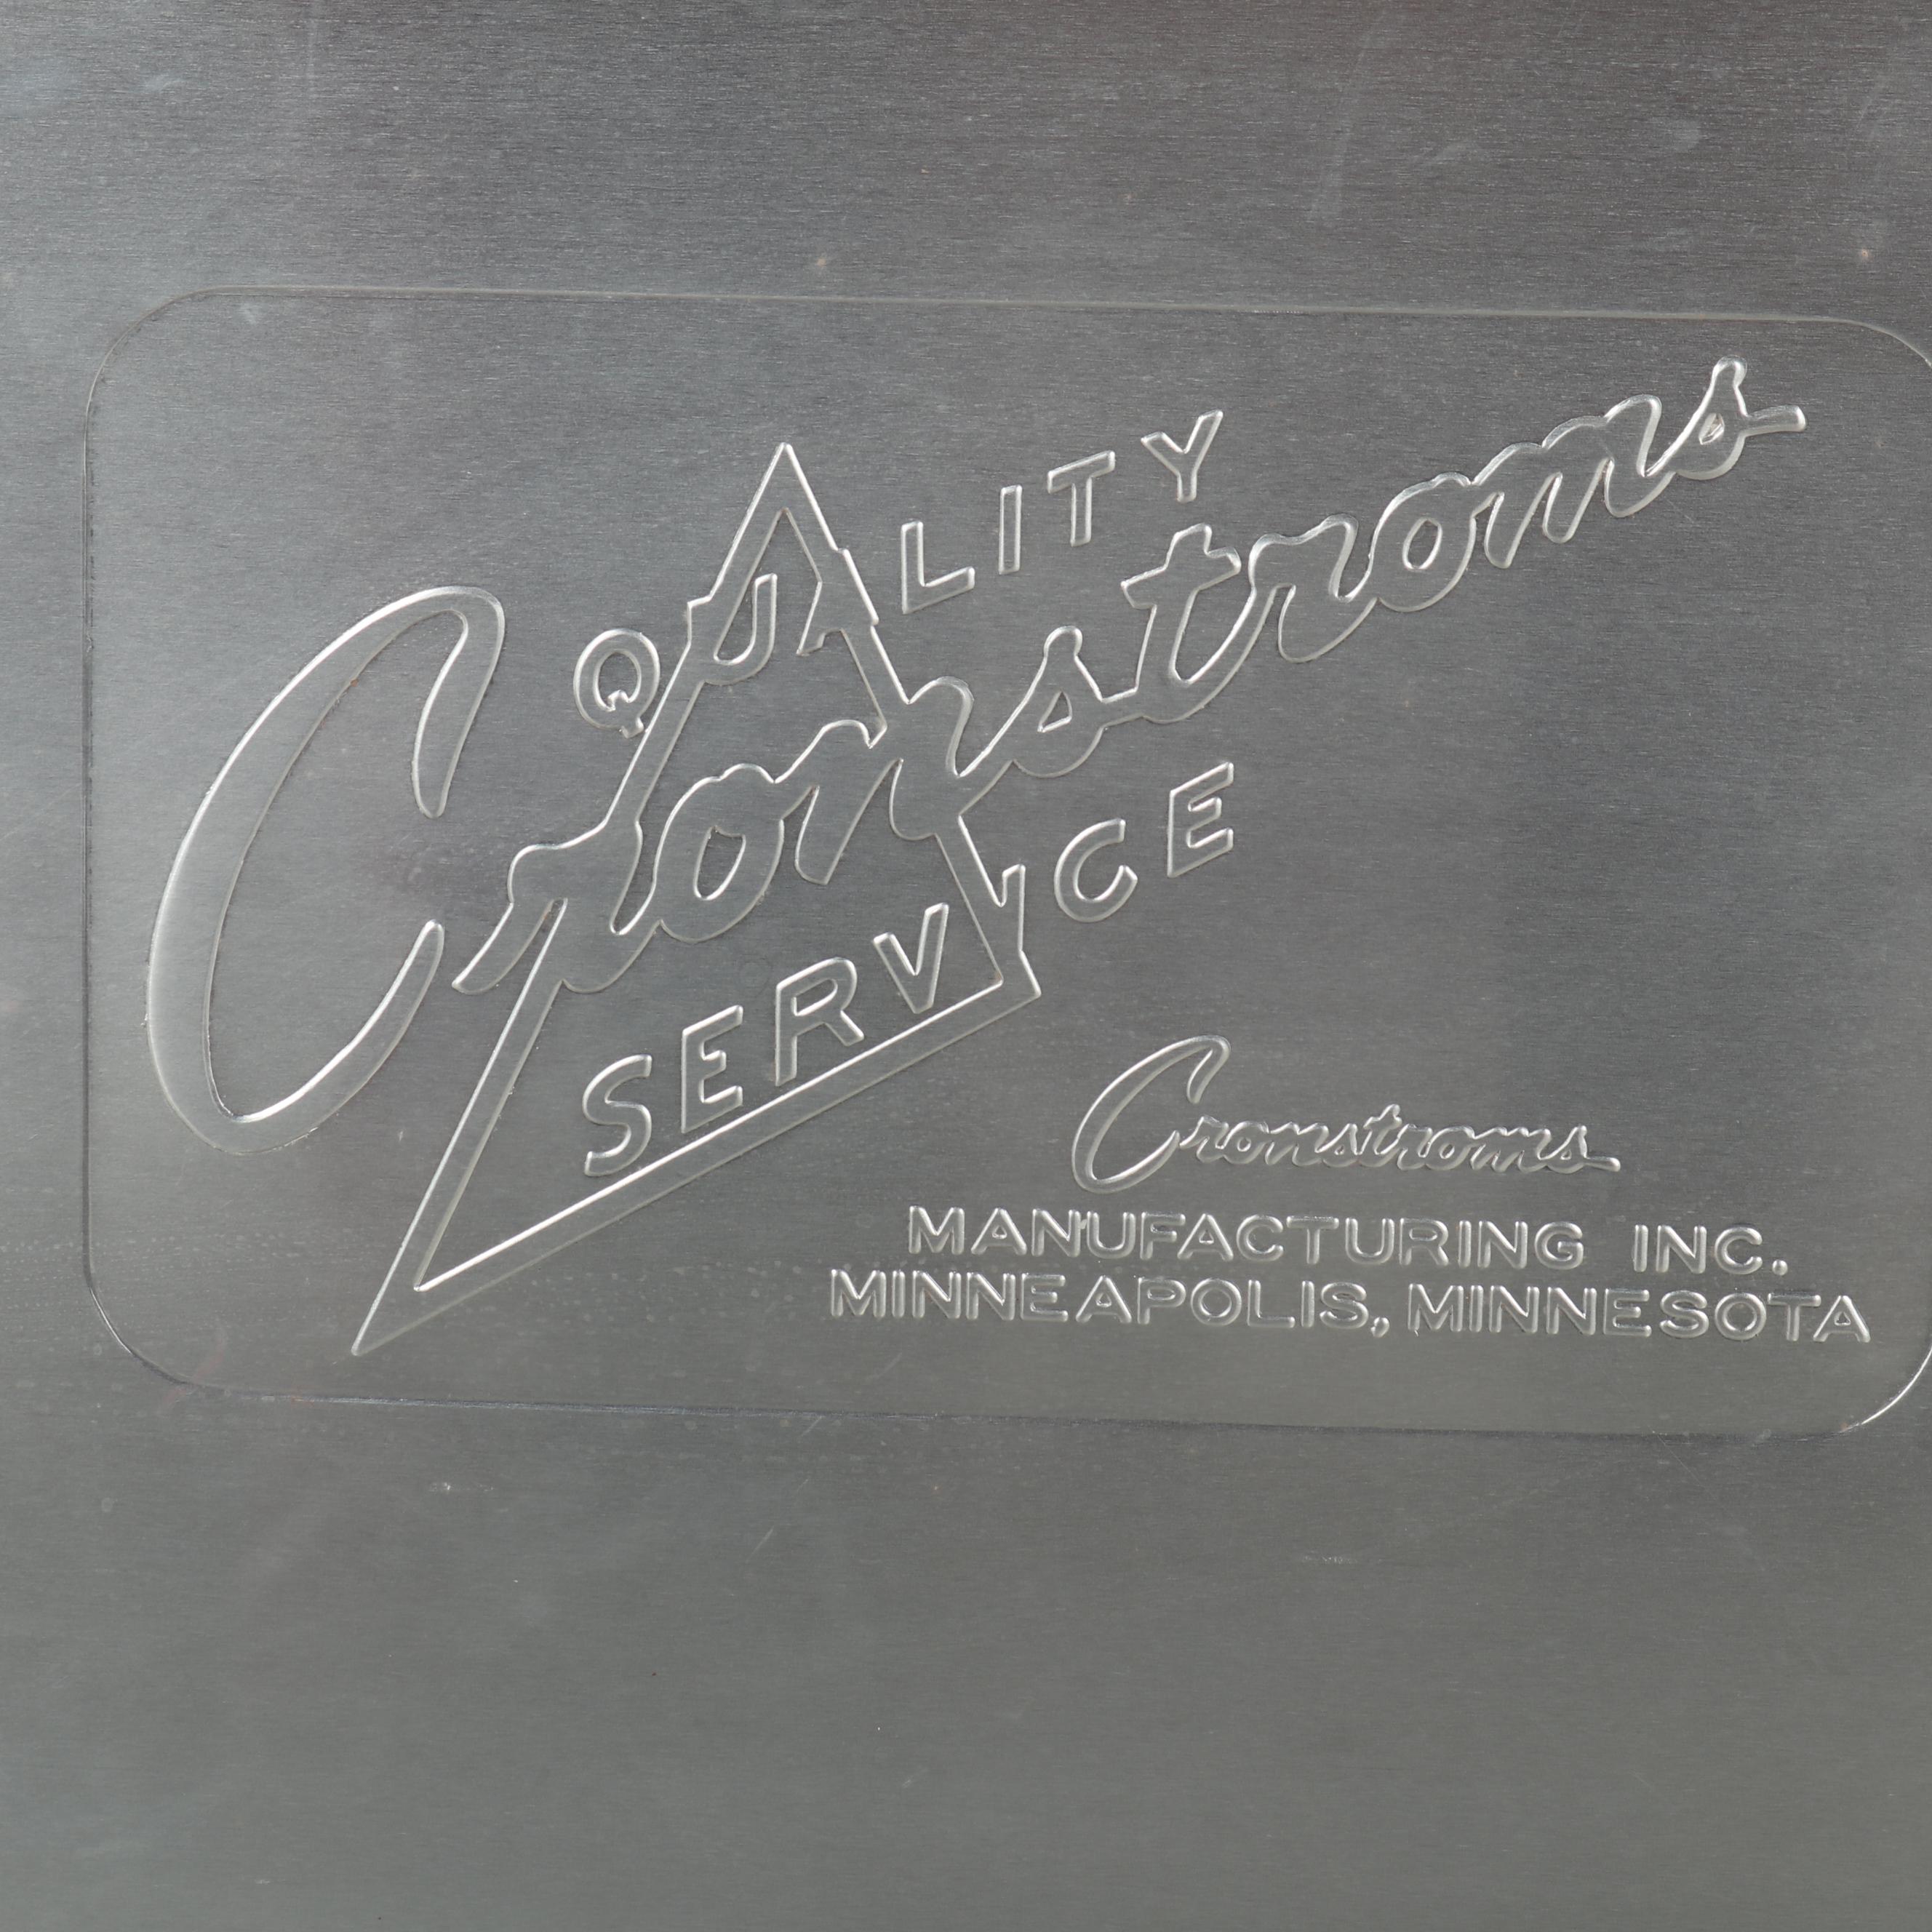 QUALITY
Cronstroms
SERVICE
Cronstroms
MANUFACTURING INC.
MINNEAPOLIS, MINNESOTA